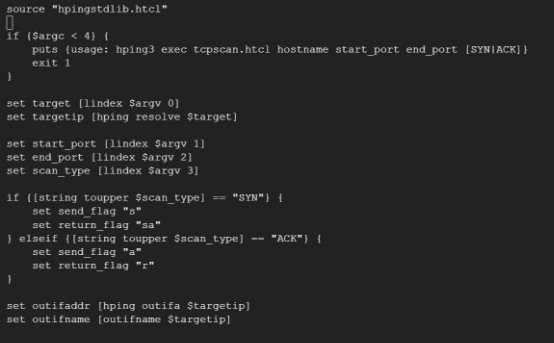 source "hpingstdlib.htcl"
if {$argc < 4} {
puts {usage: hping3 exec tcpscan.htcl hostname start_port end_port [SYN|ACK]}
exit 1
}
set target [lindex $argv 0]
set targetip [hping resolve $target]
set start_port [lindex $argv 1]
set end_port [lindex $argv 2]
set scan_type [lindex $argv 3]
if {[string toupper $scan_type] == "SYN"} {
set send_flag "s"
set return_flag "sa"
} elseif {[string toupper $scan_type] == "ACK"} {
set send_flag "a"
set return_flag "r"
}
set outifaddr [hping outifa $targetip]
set outifname [outifname $targetip]